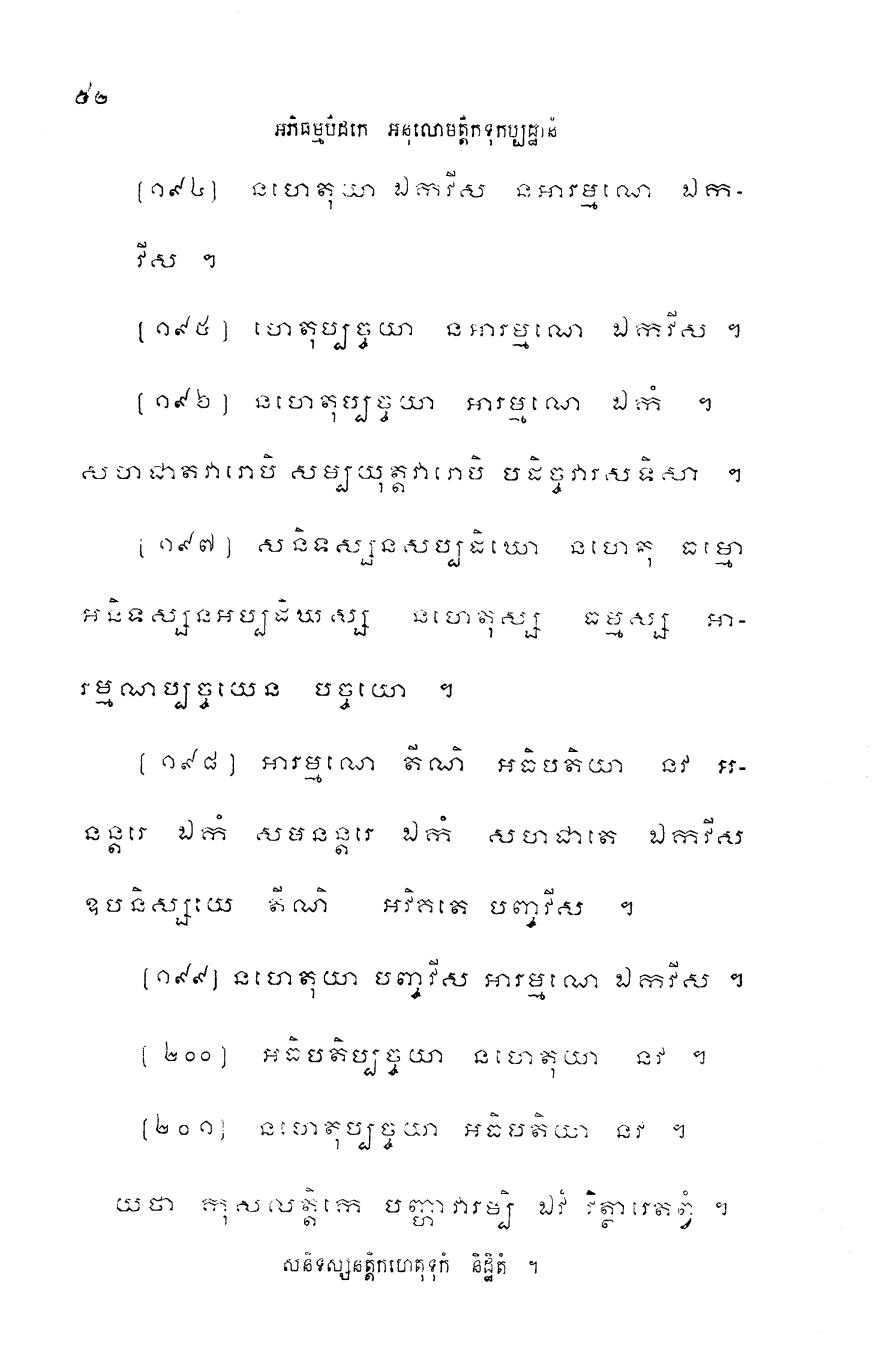 ៥២
អភិធម្មបិដកេ អនុលោមត្តិកទុកប្បដ្ឋានំ
[១៩៤] នហេតុយា ឯកវីស នអារម្មណេ ឯក-
វីស ។
[១៩៥] ហេតុប្បច្ចយា នអារម្មណេ ឯកវីស ។
[១៩៦] នហេតុប្បច្ចយា អារម្មណេ ឯកំ ។
សហជាតវារោបិ សម្បយុត្តវារោបិ បដិច្ចវារសទិសា ។
[១៩៧] សនិទស្សនសប្បដិឃោ នហេតុ ធម្មោ
អនិទស្សនអប្បដិឃស្ស នហេតុស្ស ធម្មស្ស អា-
រម្មណប្បច្ចយេន បច្ចយោ ។
[១៩៨] អារម្មណេ តីណិ អធិបតិយា នវ អ-
នន្តរេ ឯកំ សមនន្តរេ ឯកំ សហជាតេ ឯកវីស
ឧបនិស្សយេ តីណិ អវិគតេ បញ្ចវីស ។
[១៩៩] នហេតុយា បញ្ចវីស អារម្មណេ ឯកវីស ។
[២០០] អធិបតិប្បច្ចយា នហេតុយា នវ ។
[២០១] នហេតុប្បច្ចយា អធិបតិយា នវ ។
យថា កុសលត្តិកេ បញ្ហាវារម្បិ ឯវំ វិត្ថារេតព្វំ ។
សនិទស្សនត្តិកហេតុទុកំ និដ្ឋិតំ ។